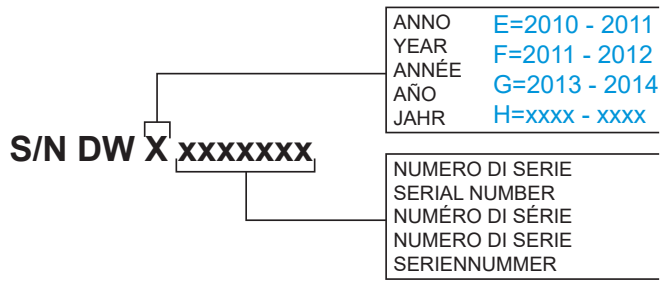 ANNO
YEAR
ANNÉE
AÑO
JAHR
E=2010 - 2011
F=2011 - 2012
G=2013 - 2014
H=xxxx - xxxx
S/N DW X xxxxxxx
NUMERO DI SERIE
SERIAL NUMBER
NUMÉRO DI SÉRIE
NUMERO DI SERIE
SERIENNUMMER